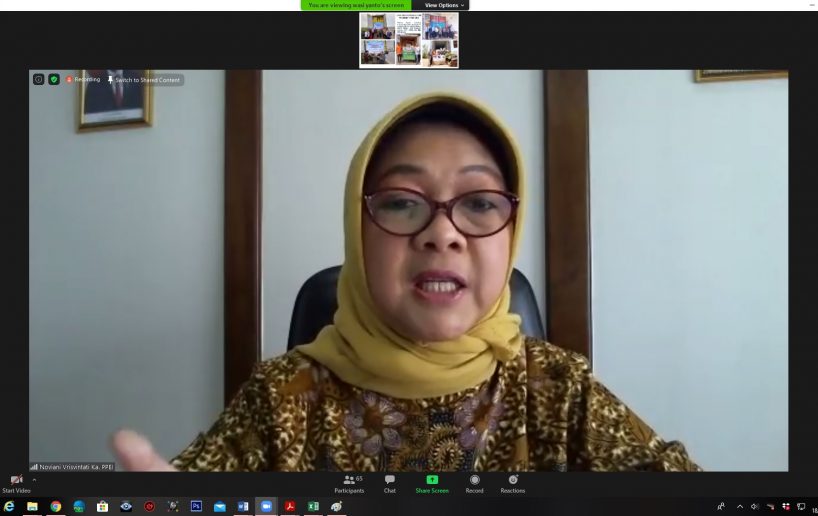 You are viewing wasi yanto's screen
View Options
Recording
Switch to Shared Content
Noviani Vrisvintati Ka. PPEI
Start Video
Participants
65
Chat
Share Screen
Record
Reactions